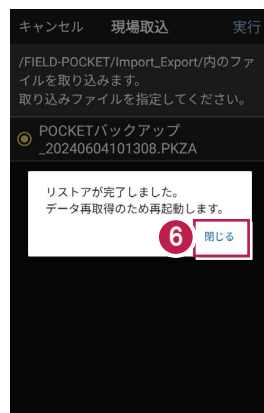 キャンセル 現場取込 実行
/FIELD-POCKET/Import_Export/内のファ
イルを取り込みます。
取り込みファイルを指定してください。
POCKETバックアップ
_20240604101308.PKZA
リストアが完了しました。
データ再取得のため再起動します。
6 閉じる